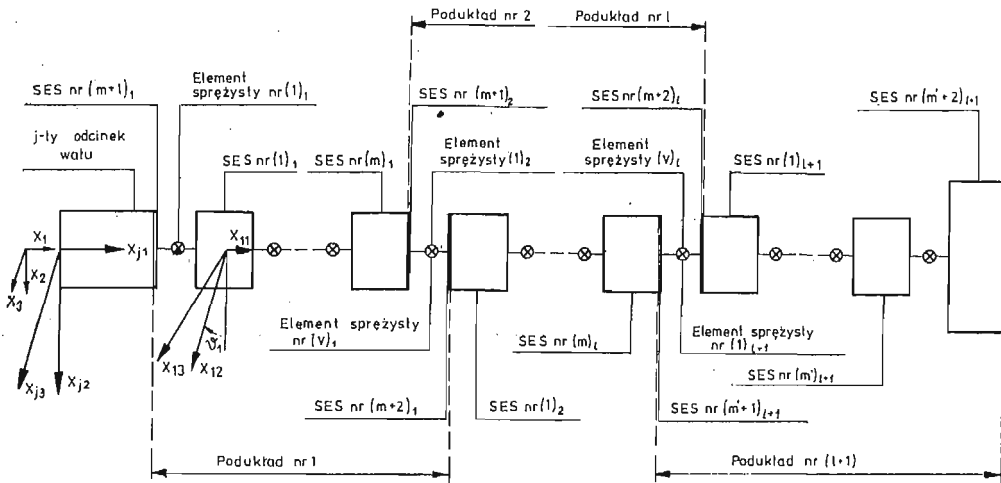 Podukład nr 2
Podukład nr l
Element
sprężysty nr (1)₁
SES nr (m+1)₁
SES nr (m+1)₂
SES nr (m+2)ₗ
SES nr (m'+2)ₗ₊₁
j-ty odcinek
wału
SES nr (1)₁
SES nr (m)₁
Element
sprężysty (1)₂
Element
sprężysty (v)ₗ
SES nr (1)ₗ₊₁
X₁
X₂
X₃
Xj1
Xj2
Xj3
X₁₁
X₁₂
X₁₃
ϑ₁
Element sprężysty
nr (v)₁
SES nr (m)ₗ
Element sprężysty
nr (1)ₗ₊₁
SES nr (m')ₗ₊₁
SES nr (m+2)₁
SES nr (1)₂
SES nr (m'+1)ₗ₊₁
Podukład nr 1
Podukład nr (l+1)